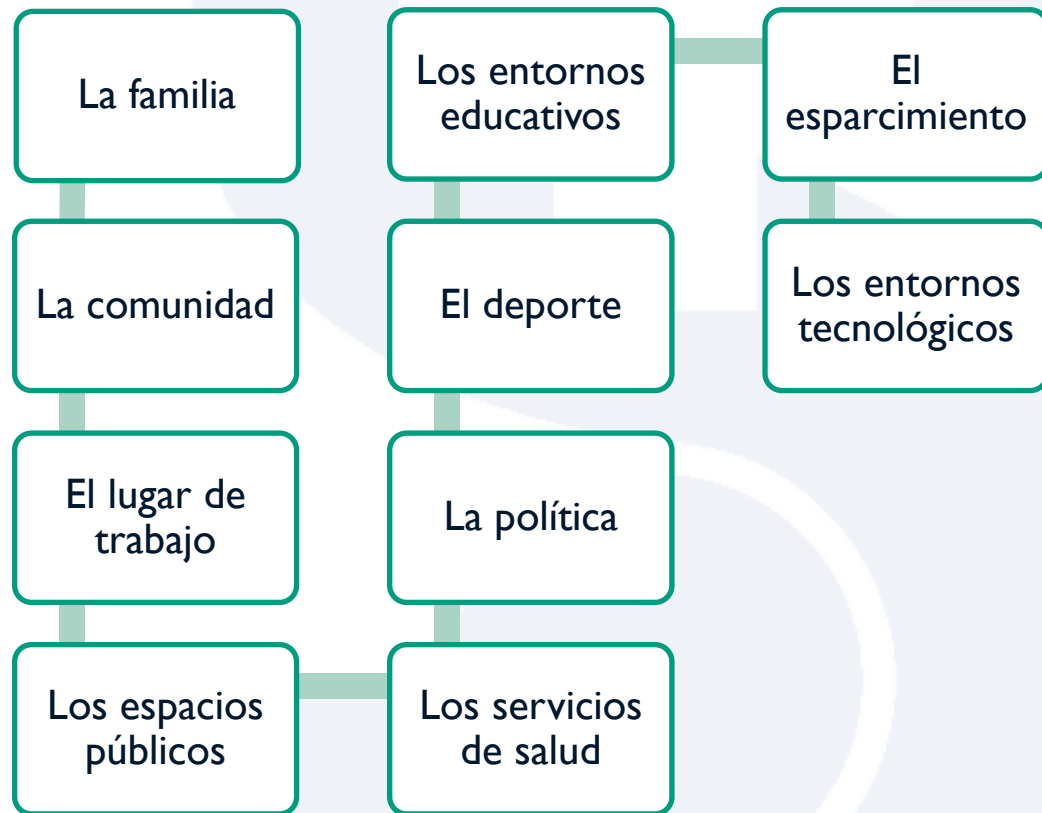 La familia
La comunidad
El lugar de
trabajo
Los espacios
públicos
Los servicios
de salud
La política
El deporte
Los entornos
educativos
El
esparcimiento
Los entornos
tecnológicos